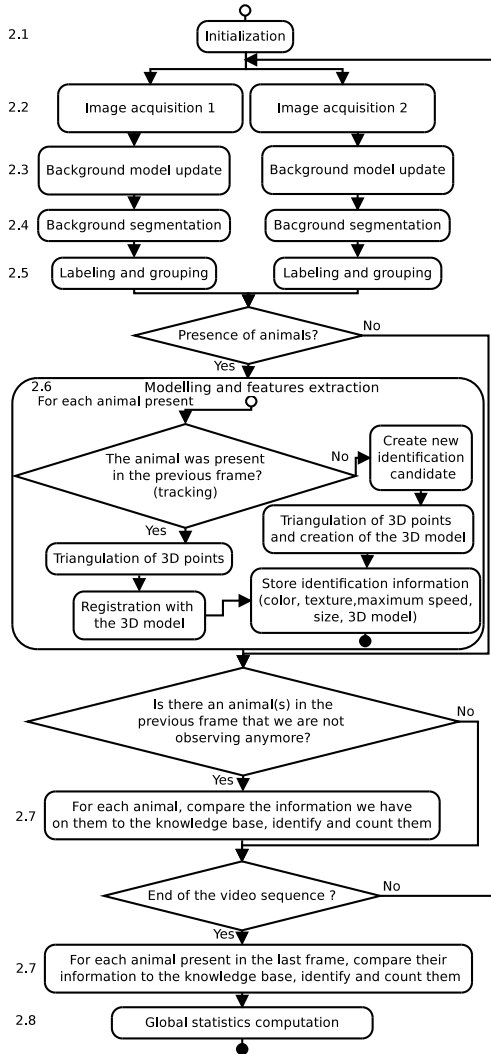 2.1
Initialization
2.2
Image acquisition 1
Image acquisition 2
2.3
Background model update
Background model update
2.4
Background segmentation
Bacground segmentation
2.5
Labeling and grouping
Labeling and grouping
Presence of animals?
No
Yes
2.6
Modelling and features extraction
For each animal present
The animal was present
in the previous frame?
(tracking)
No
Yes
Create new
identification
candidate
Triangulation of 3D points
and creation of the 3D model
Triangulation of 3D points
Registration with
the 3D model
Store identification information
(color, texture,maximum speed,
size, 3D model)
Is there an animal(s) in the
previous frame that we are not
observing anymore?
No
Yes
2.7
For each animal, compare the information we have
on them to the knowledge base, identify and count them
End of the video sequence ?
No
Yes
2.7
For each animal present in the last frame, compare their
information to the knowledge base, identify and count them
2.8
Global statistics computation